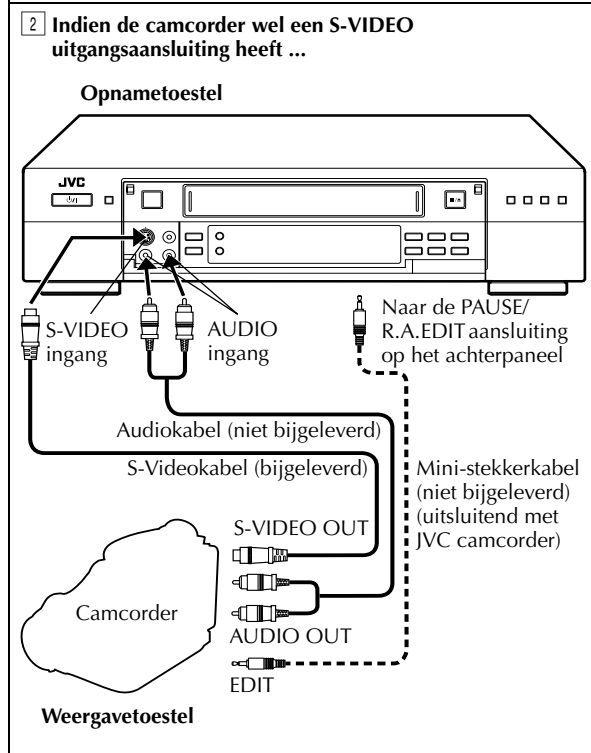 2 Indien de camcorder wel een S-VIDEO
uitgangsaansluiting heeft ...
Opnametoestel
JVC
S-VIDEO
ingang
AUDIO
ingang
Naar de PAUSE/
R.A.EDIT aansluiting
op het achterpaneel
Audiokabel (niet bijgeleverd)
S-Videokabel (bijgeleverd)
Mini-stekkerkabel
(niet bijgeleverd)
(uitsluitend met
JVC camcorder)
S-VIDEO OUT
Camcorder
AUDIO OUT
EDIT
Weergavetoestel